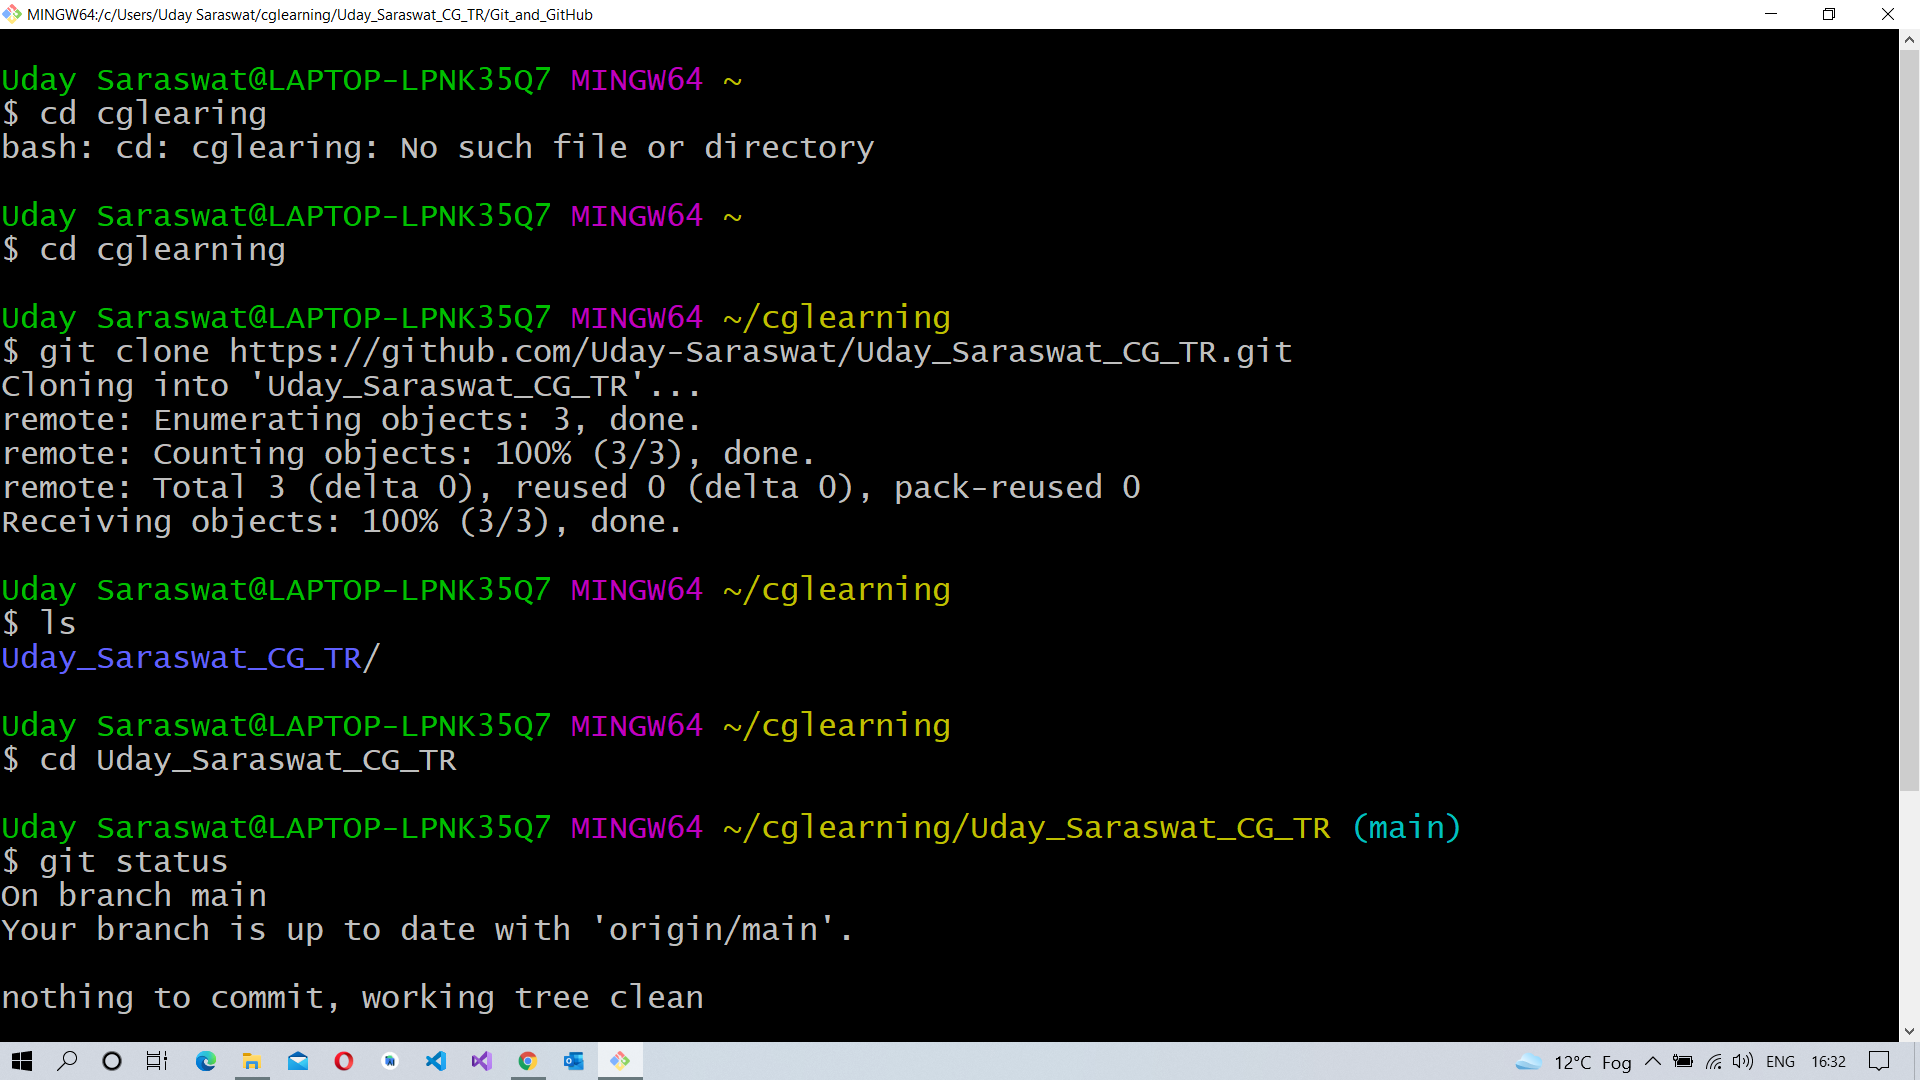 MINGW64:/c/Users/Uday Saraswat/cglearning/Uday_Saraswat_CG_TR/Git_and_GitHub
Uday Saraswat@LAPTOP-LPNK35Q7 MINGW64 ~
$ cd cglearing
bash: cd: cglearing: No such file or directory
Uday Saraswat@LAPTOP-LPNK35Q7 MINGW64 ~
$ cd cglearning
Uday Saraswat@LAPTOP-LPNK35Q7 MINGW64 ~/cglearning
$ git clone https://github.com/Uday-Saraswat/Uday_Saraswat_CG_TR.git
Cloning into 'Uday_Saraswat_CG_TR'...
remote: Enumerating objects: 3, done.
remote: Counting objects: 100% (3/3), done.
remote: Total 3 (delta 0), reused 0 (delta 0), pack-reused 0
Receiving objects: 100% (3/3), done.
Uday Saraswat@LAPTOP-LPNK35Q7 MINGW64 ~/cglearning
$ ls
Uday_Saraswat_CG_TR/
Uday Saraswat@LAPTOP-LPNK35Q7 MINGW64 ~/cglearning
$ cd Uday_Saraswat_CG_TR
Uday Saraswat@LAPTOP-LPNK35Q7 MINGW64 ~/cglearning/Uday_Saraswat_CG_TR (main)
$ git status
On branch main
Your branch is up to date with 'origin/main'.
nothing to commit, working tree clean
12°C Fog ENG 16:32